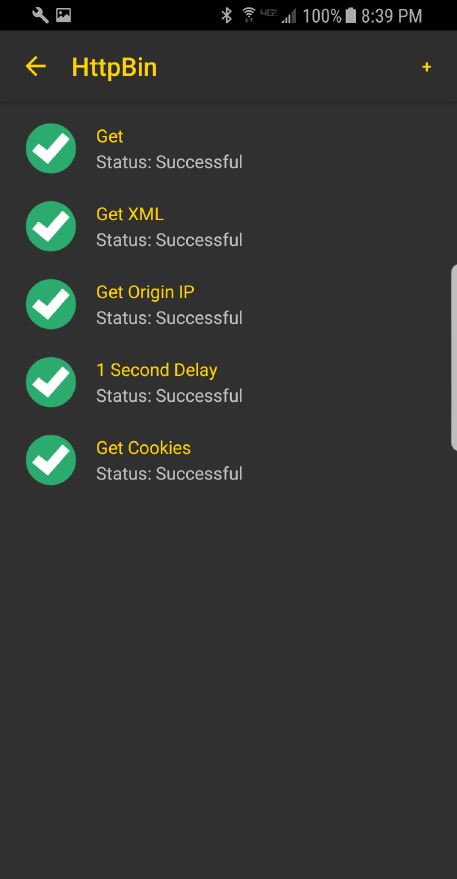 4G 100% 8:39 PM
HttpBin +
Get
Status: Successful
Get XML
Status: Successful
Get Origin IP
Status: Successful
1 Second Delay
Status: Successful
Get Cookies
Status: Successful